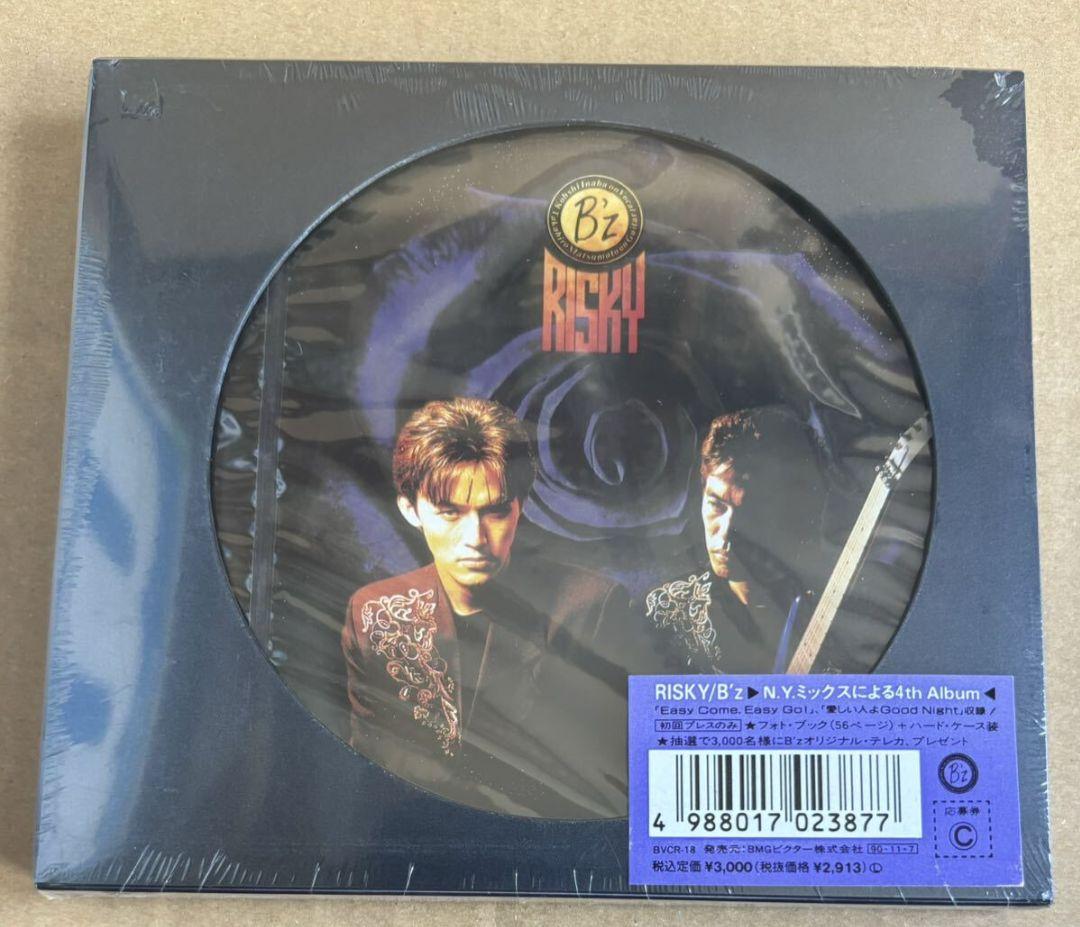 Kohshi Inaba on Vocal
Takahiro Matsumoto on Guitar
B'z
RISKY
RISKY/B'z▶N.Y.ミックスによる4th Album◀
「Easy Come, Easy Go!」、「愛しい人よGood Night」収録/
初回プレスのみ ★フォト・ブック(56ページ)+ハード・ケース装
★抽選で3,000名様にB'zオリジナル・テレカ、プレゼント
B'z
4 988017 023877
応募券
C
BVCR-18 発売元:BMGビクター株式会社 90-11-7
税込定価 ¥3,000(税抜価格 ¥2,913)Ⓛ